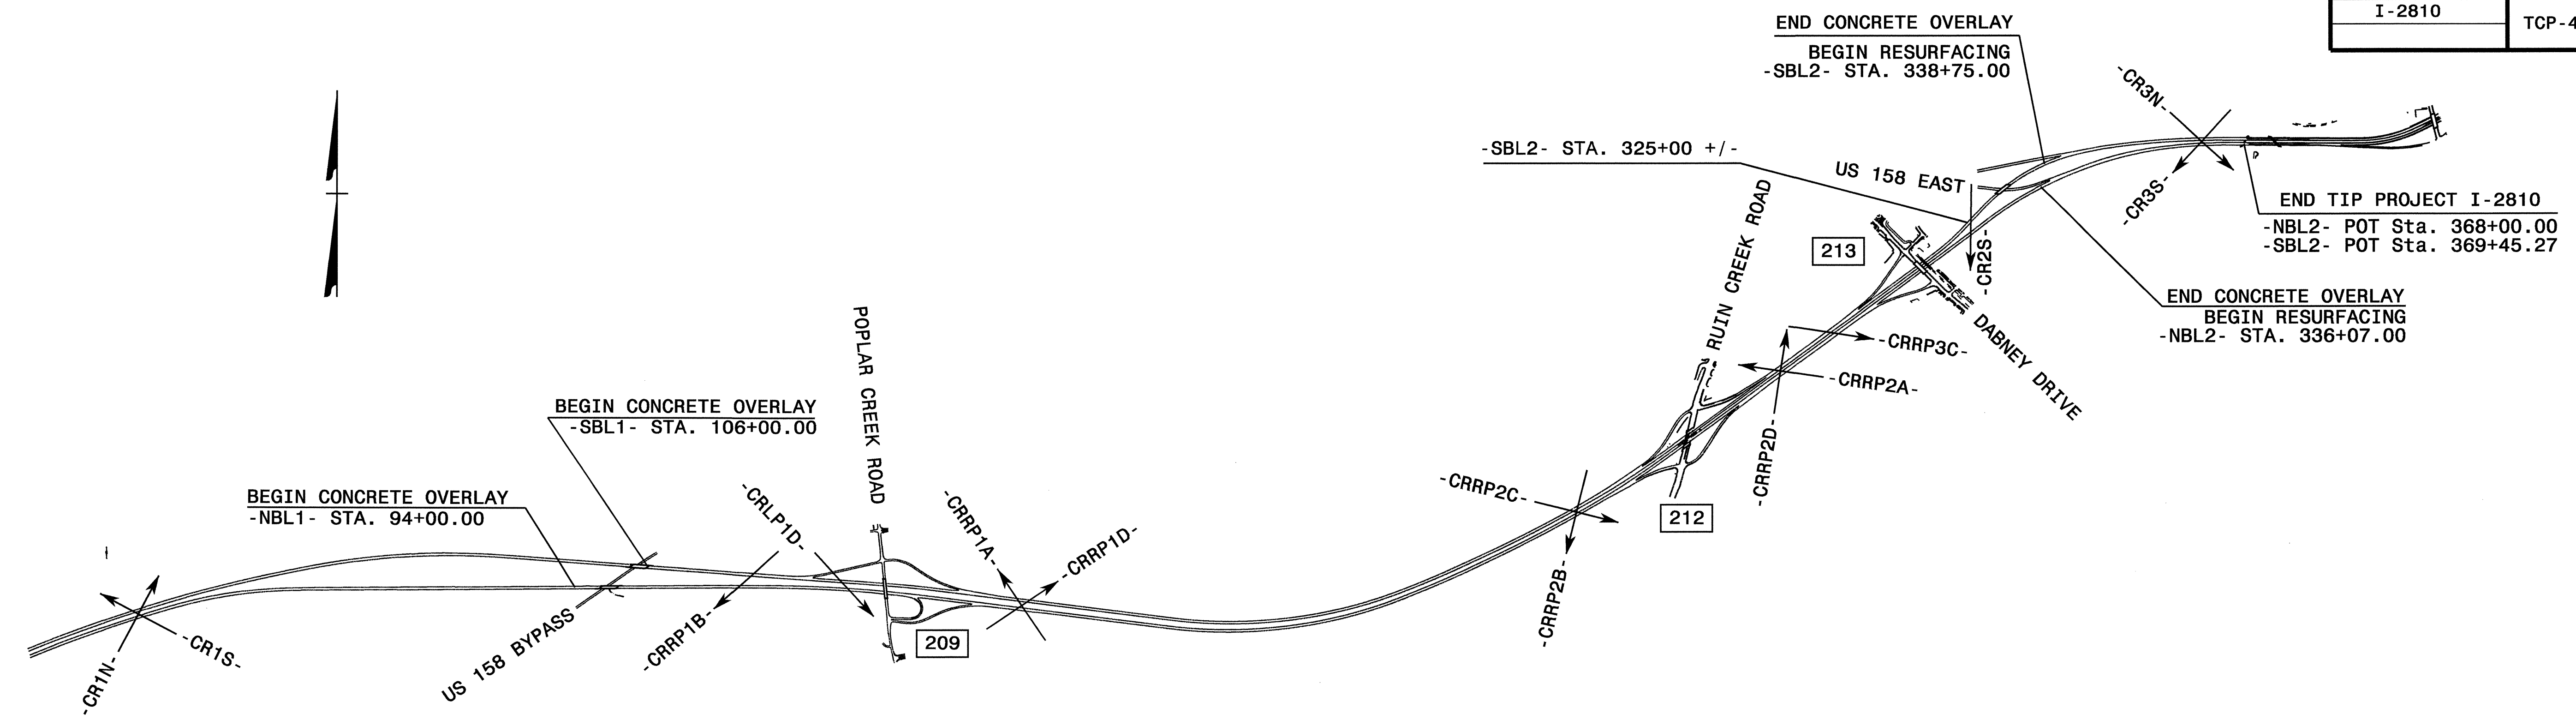 I-2810
TCP-4
END CONCRETE OVERLAY
BEGIN RESURFACING
-SBL2- STA. 338+75.00
-CR3N-
-SBL2- STA. 325+00 +/-
US 158 EAST
-CR3S-
END TIP PROJECT I-2810
-NBL2- POT Sta. 368+00.00
-SBL2- POT Sta. 369+45.27
213
-CR2S-
RUIN CREEK ROAD
END CONCRETE OVERLAY
BEGIN RESURFACING
-NBL2- STA. 336+07.00
DABNEY DRIVE
-CRRP3C-
-CRRP2A-
POPLAR CREEK ROAD
BEGIN CONCRETE OVERLAY
-SBL1- STA. 106+00.00
-CRRP2D-
BEGIN CONCRETE OVERLAY
-NBL1- STA. 94+00.00
-CRLP1D-
-CRRP1A-
-CRRP1D-
-CRRP2C-
212
-CRRP2B-
-CR1S-
-CR1N-
US 158 BYPASS
-CRRP1B-
209